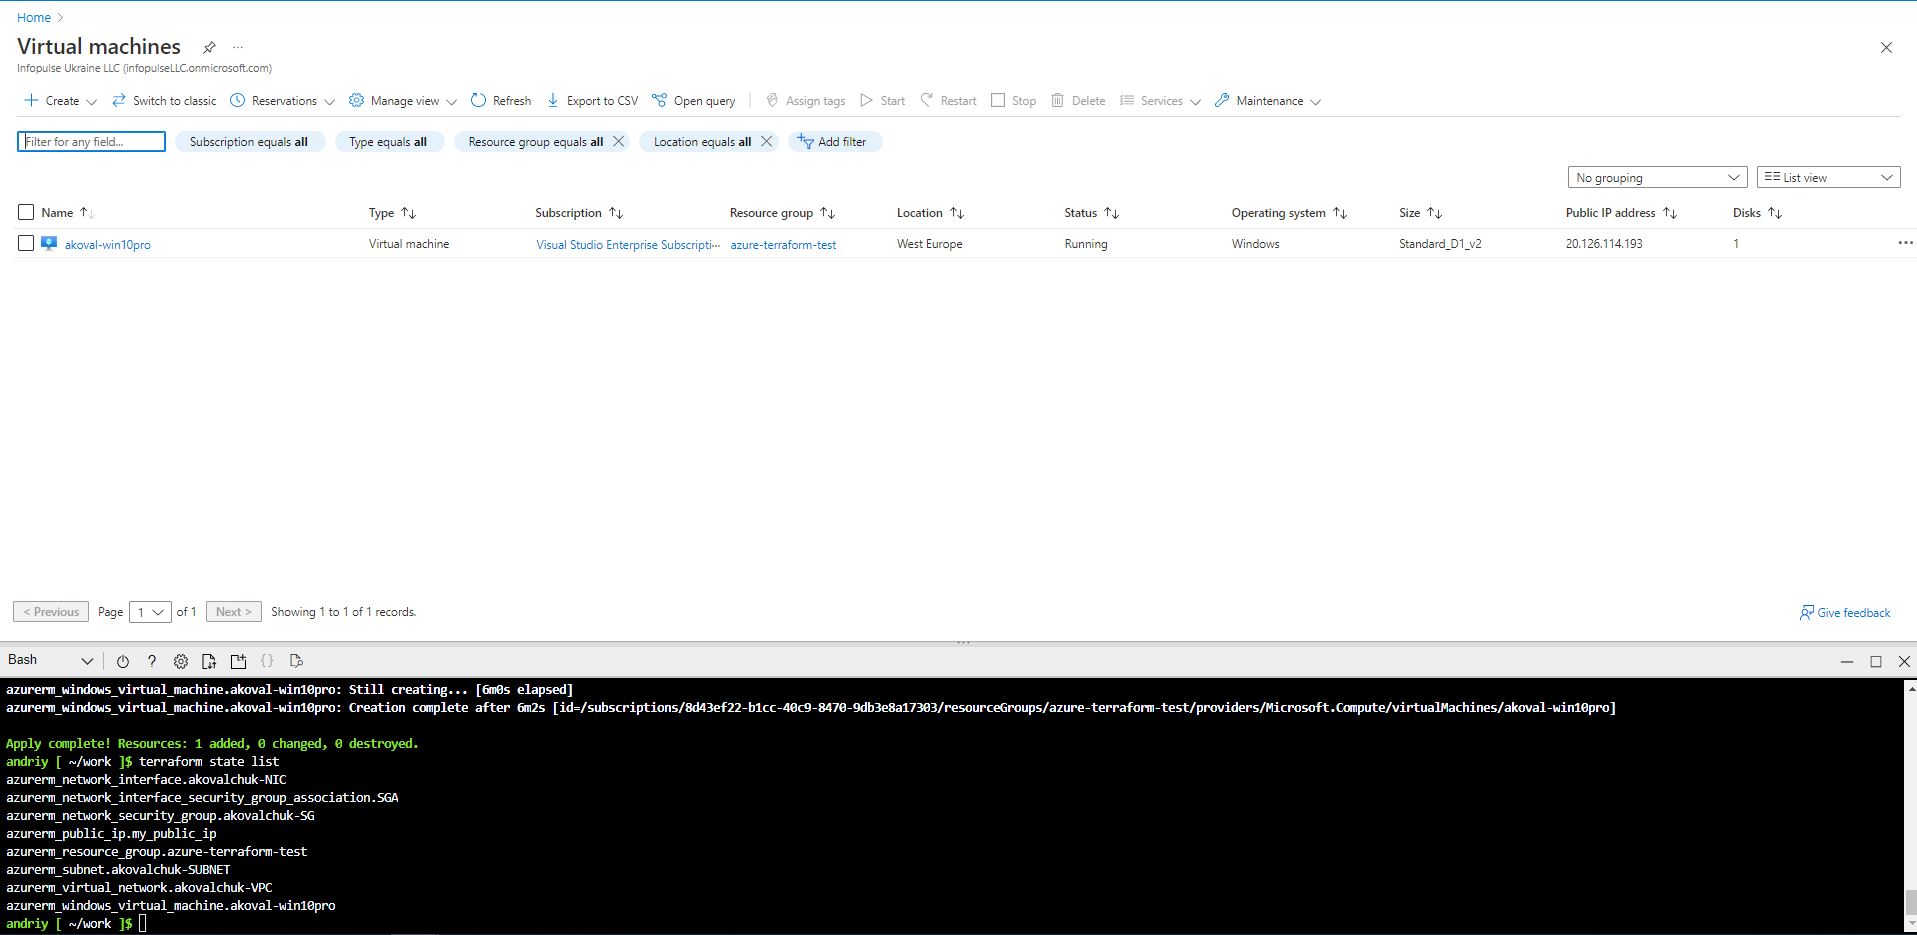 Home >
Virtual machines ...
Infopulse Ukraine LLC (infopulseLLC.onmicrosoft.com)
Create Switch to classic Reservations Manage view Refresh Export to CSV Open query Assign tags Start Restart Stop Delete Services Maintenance
Filter for any field... Subscription equals all Type equals all Resource group equals all Location equals all Add filter
No grouping List view
Name Type Subscription Resource group Location Status Operating system Size Public IP address Disks
akoval-win10pro Virtual machine Visual Studio Enterprise Subscripti... azure-terraform-test West Europe Running Windows Standard_D1_v2 20.126.114.193 1 ...
< Previous Page 1 of 1 Next > Showing 1 to 1 of 1 records. Give feedback
Bash ? {}
azurerm_windows_virtual_machine.akoval-win10pro: Still creating... [6m0s elapsed]
azurerm_windows_virtual_machine.akoval-win10pro: Creation complete after 6m2s [id=/subscriptions/8d43ef22-b1cc-40c9-8470-9db3e8a17303/resourceGroups/azure-terraform-test/providers/Microsoft.Compute/virtualMachines/akoval-win10pro]
Apply complete! Resources: 1 added, 0 changed, 0 destroyed.
andriy [ ~/work ]$ terraform state list
azurerm_network_interface.akovalchuk-NIC
azurerm_network_interface_security_group_association.SGA
azurerm_network_security_group.akovalchuk-SG
azurerm_public_ip.my_public_ip
azurerm_resource_group.azure-terraform-test
azurerm_subnet.akovalchuk-SUBNET
azurerm_virtual_network.akovalchuk-VPC
azurerm_windows_virtual_machine.akoval-win10pro
andriy [ ~/work ]$